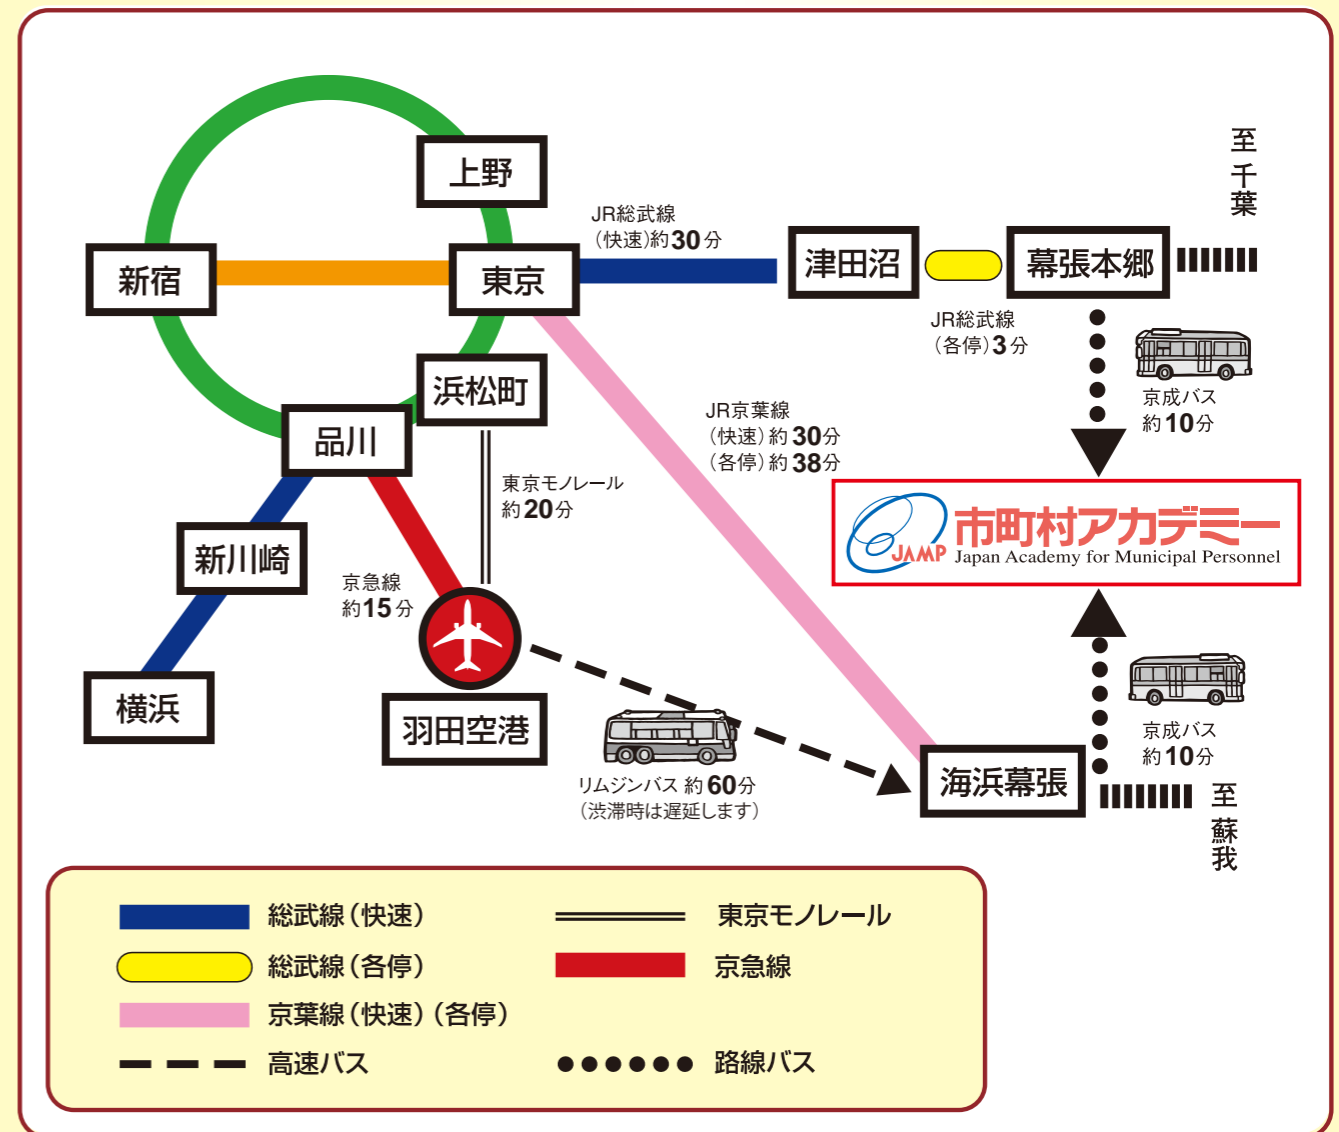 上野
新宿
東京
浜松町
品川
新川崎
横浜
羽田空港
JR総武線
(快速)約30分
津田沼
幕張本郷
至千葉
JR総武線
(各停)3分
京成バス
約10分
JR京葉線
(快速)約30分
(各停)約38分
東京モノレール
約20分
京急線
約15分
JAMP
市町村アカデミー
Japan Academy for Municipal Personnel
リムジンバス 約60分
(渋滞時は遅延します)
海浜幕張
京成バス
約10分
至蘇我
総武線(快速)
東京モノレール
総武線(各停)
京急線
京葉線(快速)(各停)
高速バス
路線バス